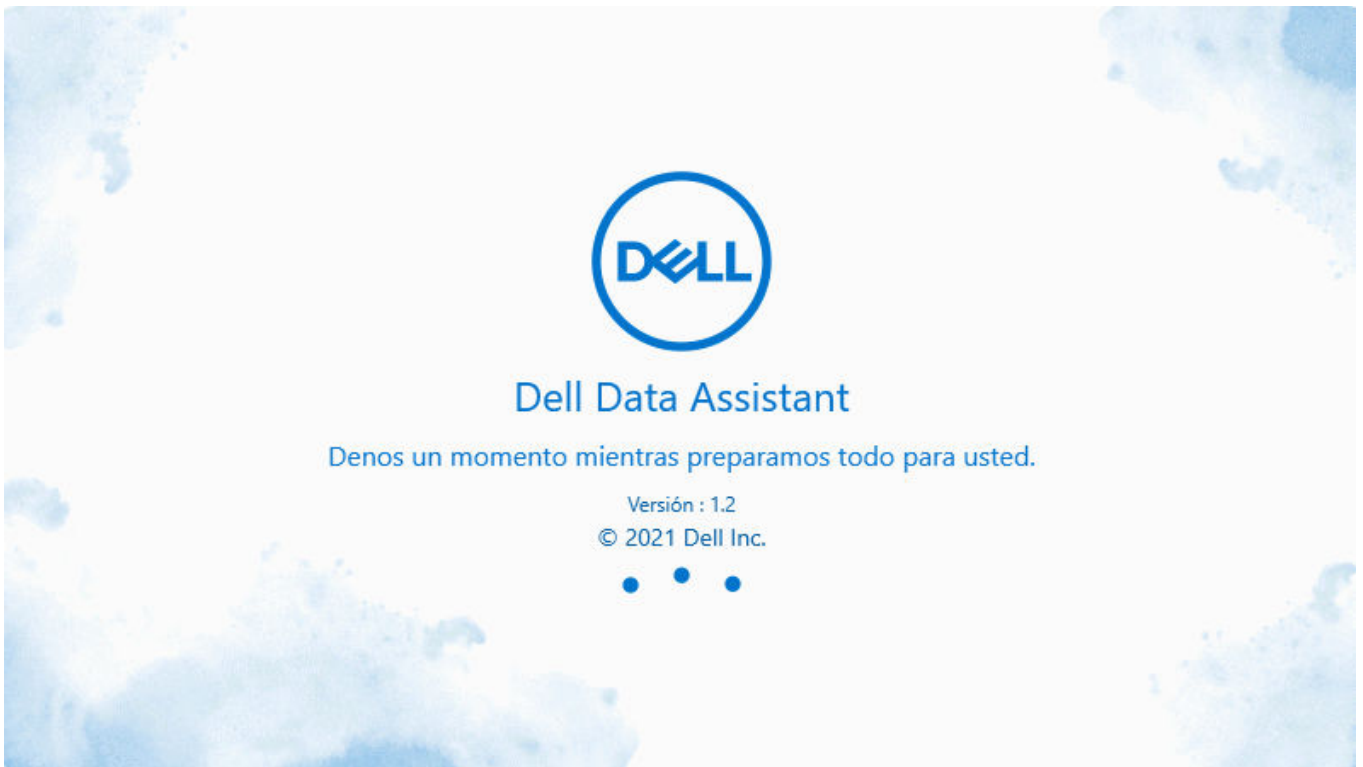 DELL
Dell Data Assistant
Denos un momento mientras preparamos todo para usted.
Versión : 1.2
© 2021 Dell Inc.